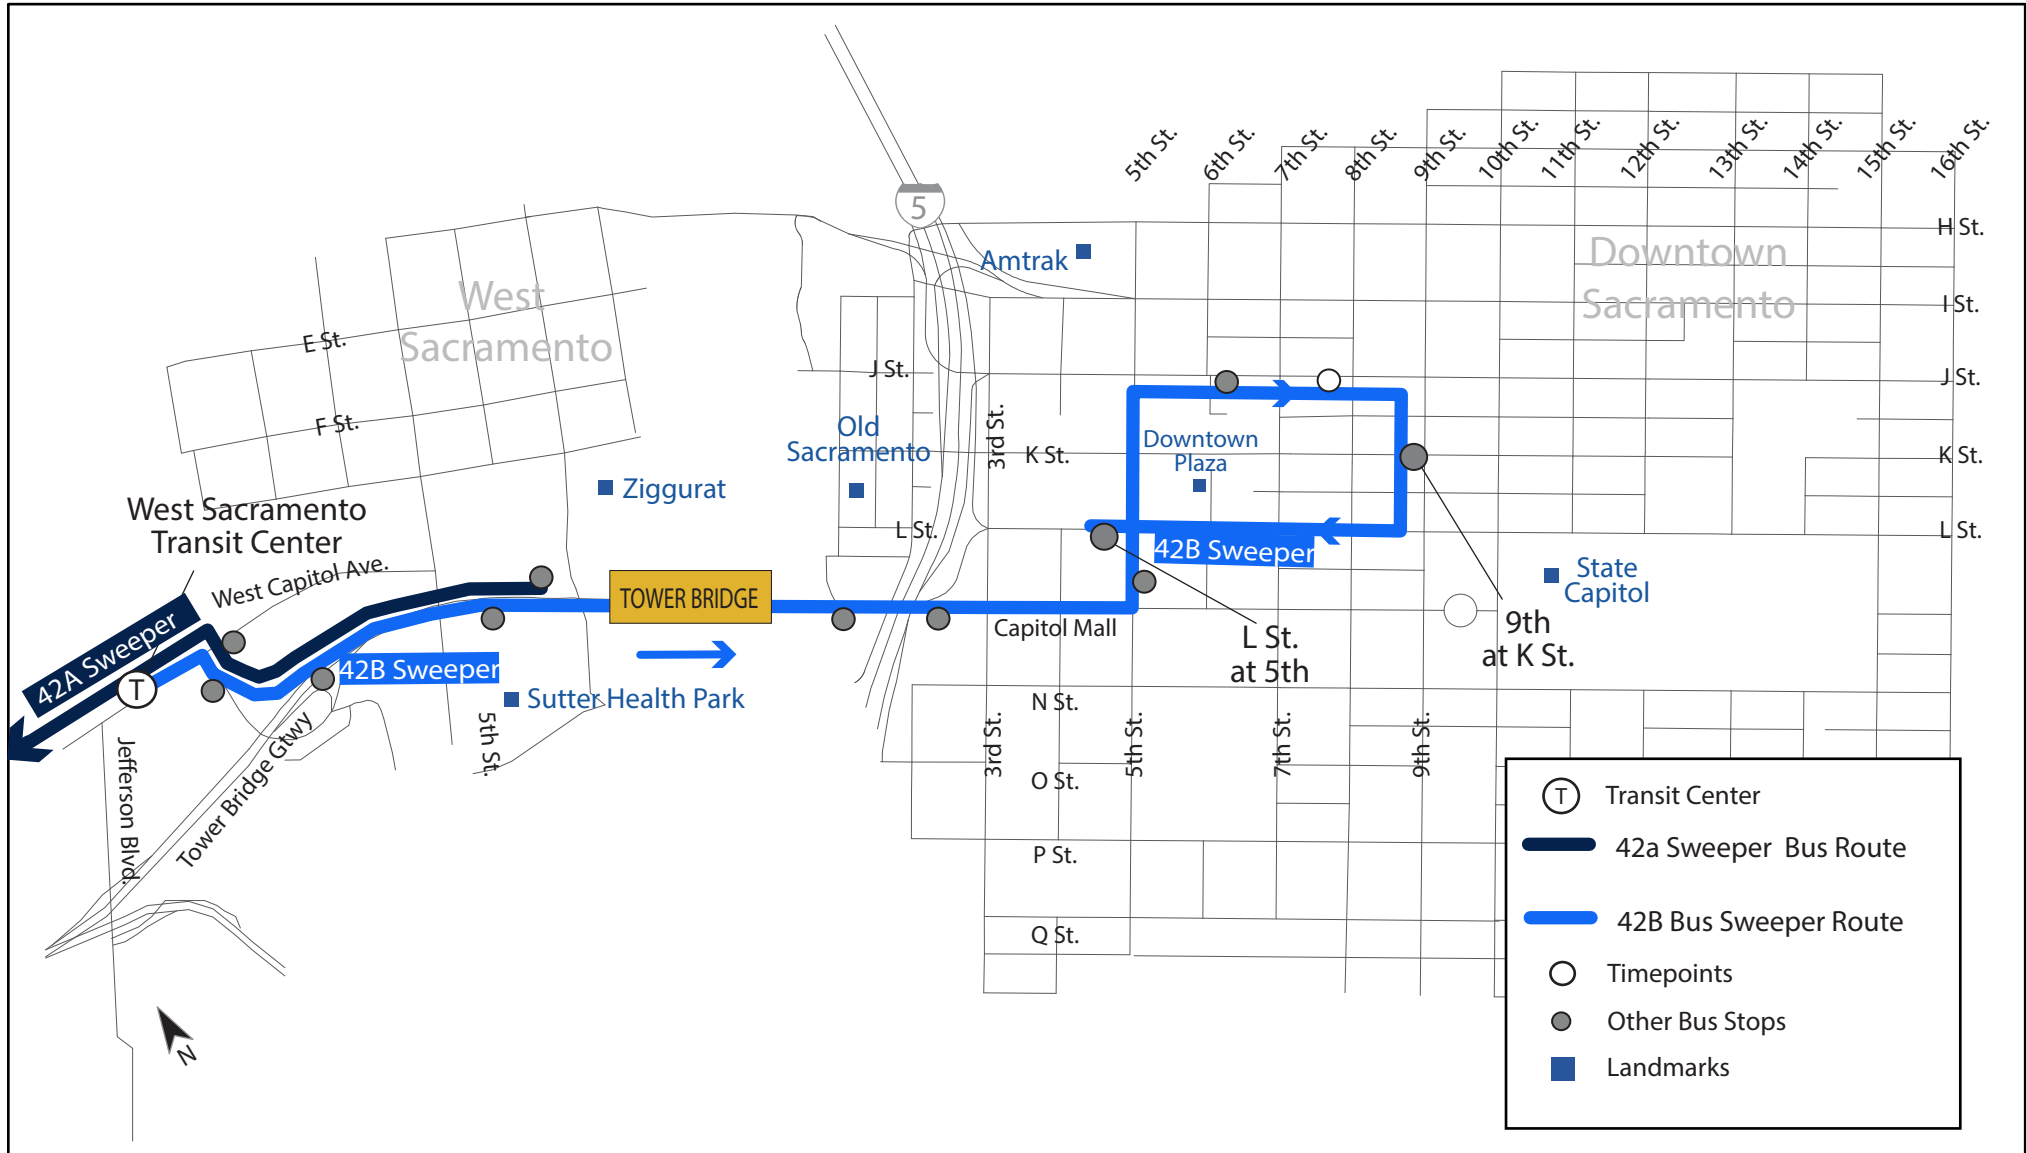 5th St.
6th St.
7th St.
8th St.
9th St.
10th St.
11th St.
12th St.
13th St.
14th St.
15th St.
16th St.
5
H St.
Amtrak
Downtown
Sacramento
West
Sacramento
I St.
E St.
J St.
J St.
F St.
Old
Sacramento
3rd St.
K St.
Downtown
Plaza
K St.
Ziggurat
West Sacramento
Transit Center
L St.
L St.
42B Sweeper
West Capitol Ave.
TOWER BRIDGE
State
Capitol
Capitol Mall
L St.
at 5th
9th
at K St.
42A Sweeper
42B Sweeper
T
Sutter Health Park
N St.
5th St.
3rd St.
5th St.
7th St.
9th St.
Jefferson Blvd.
Tower Bridge Gtwy
O St.
P St.
Q St.
N
T Transit Center
42a Sweeper Bus Route
42B Bus Sweeper Route
Timepoints
Other Bus Stops
Landmarks